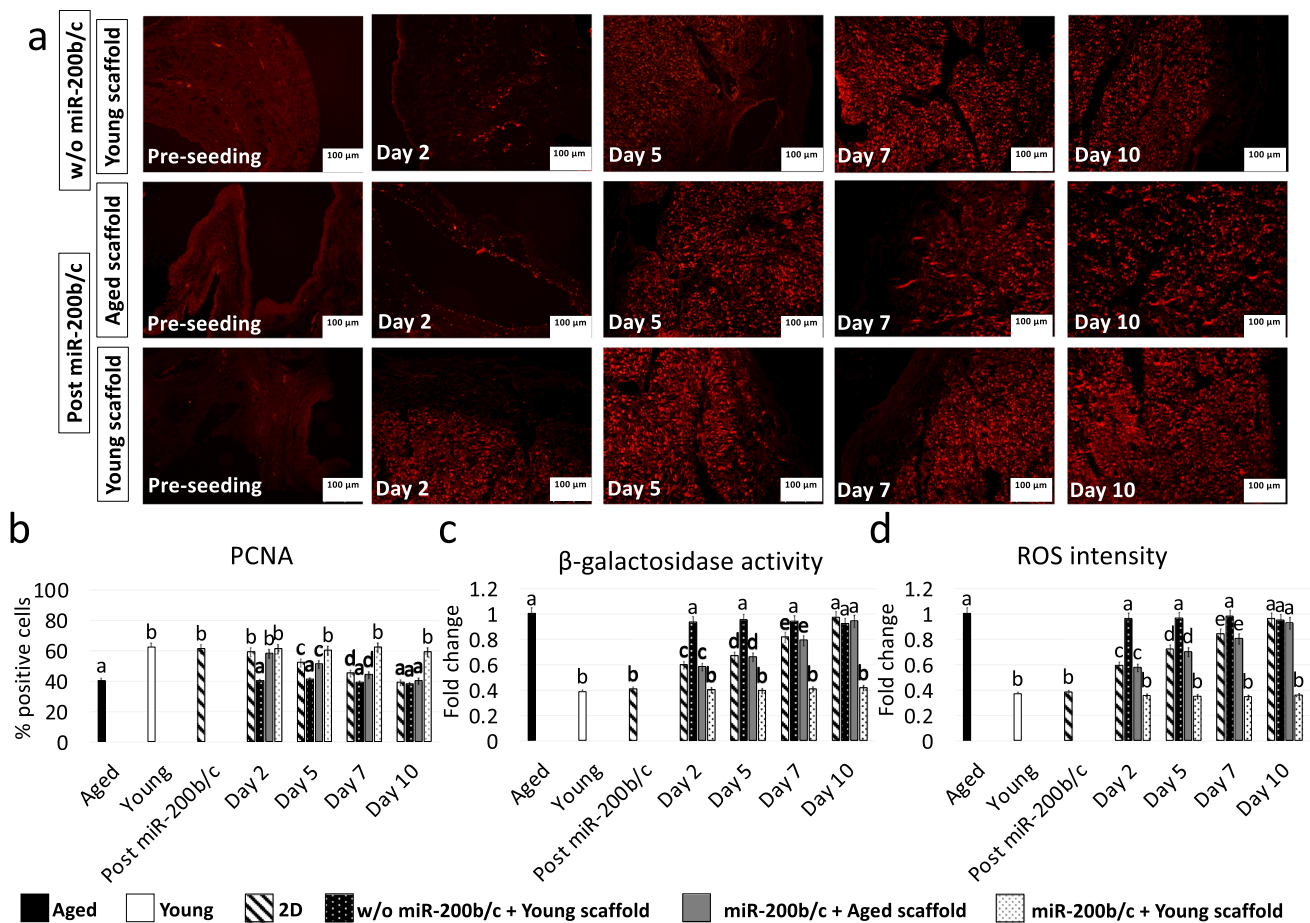 a
w/o miR-200b/c
Young scaffold
Pre-seeding
100 μm
Day 2
100 μm
Day 5
100 μm
Day 7
100 μm
Day 10
100 μm
Post miR-200b/c
Aged scaffold
Pre-seeding
100 μm
Day 2
100 μm
Day 5
100 μm
Day 7
100 μm
Day 10
100 μm
Young scaffold
Pre-seeding
100 μm
Day 2
100 μm
Day 5
100 μm
Day 7
100 μm
Day 10
100 μm
b
PCNA
% positive cells
100
80
60
40
20
0
a
b
b
b a b b
c a c b
d a d b
a a a b
Aged
Young
Post miR-200b/c
Day 2
Day 5
Day 7
Day 10
c
β-galactosidase activity
Fold change
1.2
1
0.8
0.6
0.4
0.2
0
a
b
b
c a c b
d a d b
e a e b
a a a b
Aged
Young
Post miR-200b/c
Day 2
Day 5
Day 7
Day 10
d
ROS intensity
Fold change
1.2
1
0.8
0.6
0.4
0.2
0
a
b
b
c a c b
d a d b
e a e b
a a a b
Aged
Young
Post miR-200b/c
Day 2
Day 5
Day 7
Day 10
Aged
Young
2D
w/o miR-200b/c + Young scaffold
miR-200b/c + Aged scaffold
miR-200b/c + Young scaffold